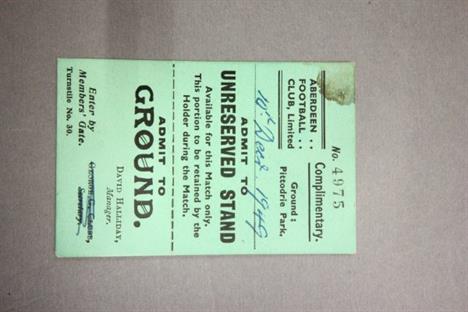 No. 4975
Complimentary.
ABERDEEN . .
FOOTBALL . .
CLUB, Limited
Ground:
Pittodrie Park.
10th Decr 1949
ADMIT TO
UNRESERVED STAND
Available for this Match only.
This portion to be retained by the
Holder during the Match.
ADMIT TO
GROUND.
DAVID HALLIDAY,
Manager.
Secretary.
Enter by
Members' Gate.
Turnstile No. 30.